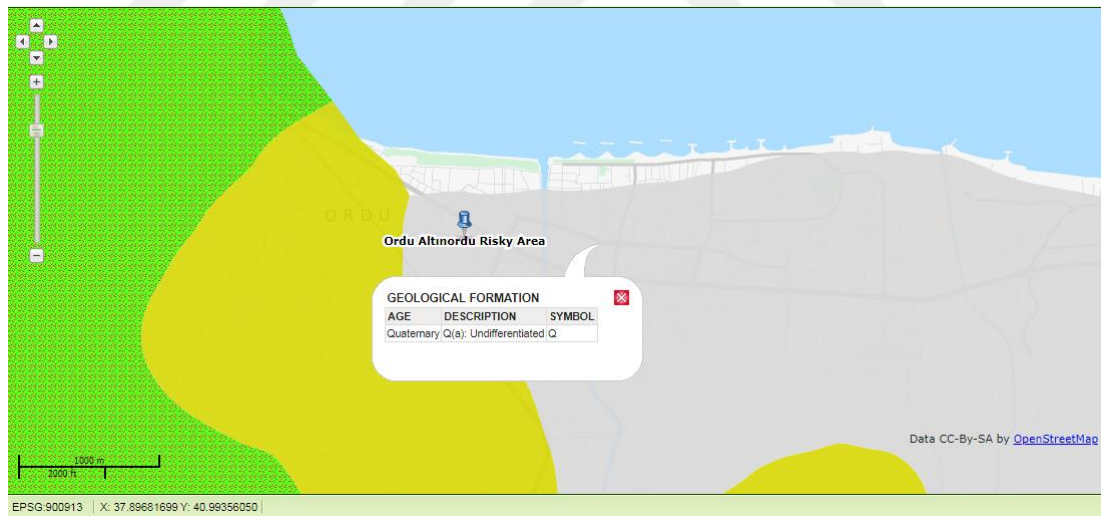 ORDU
Ordu Altınordu Risky Area
GEOLOGICAL FORMATION
AGE DESCRIPTION SYMBOL
Quaternary Q(a): Undifferentiated Q
Data CC-By-SA by OpenStreetMap
1000 m
2000 ft
EPSG:900913 X: 37.89681699 Y: 40.99356050